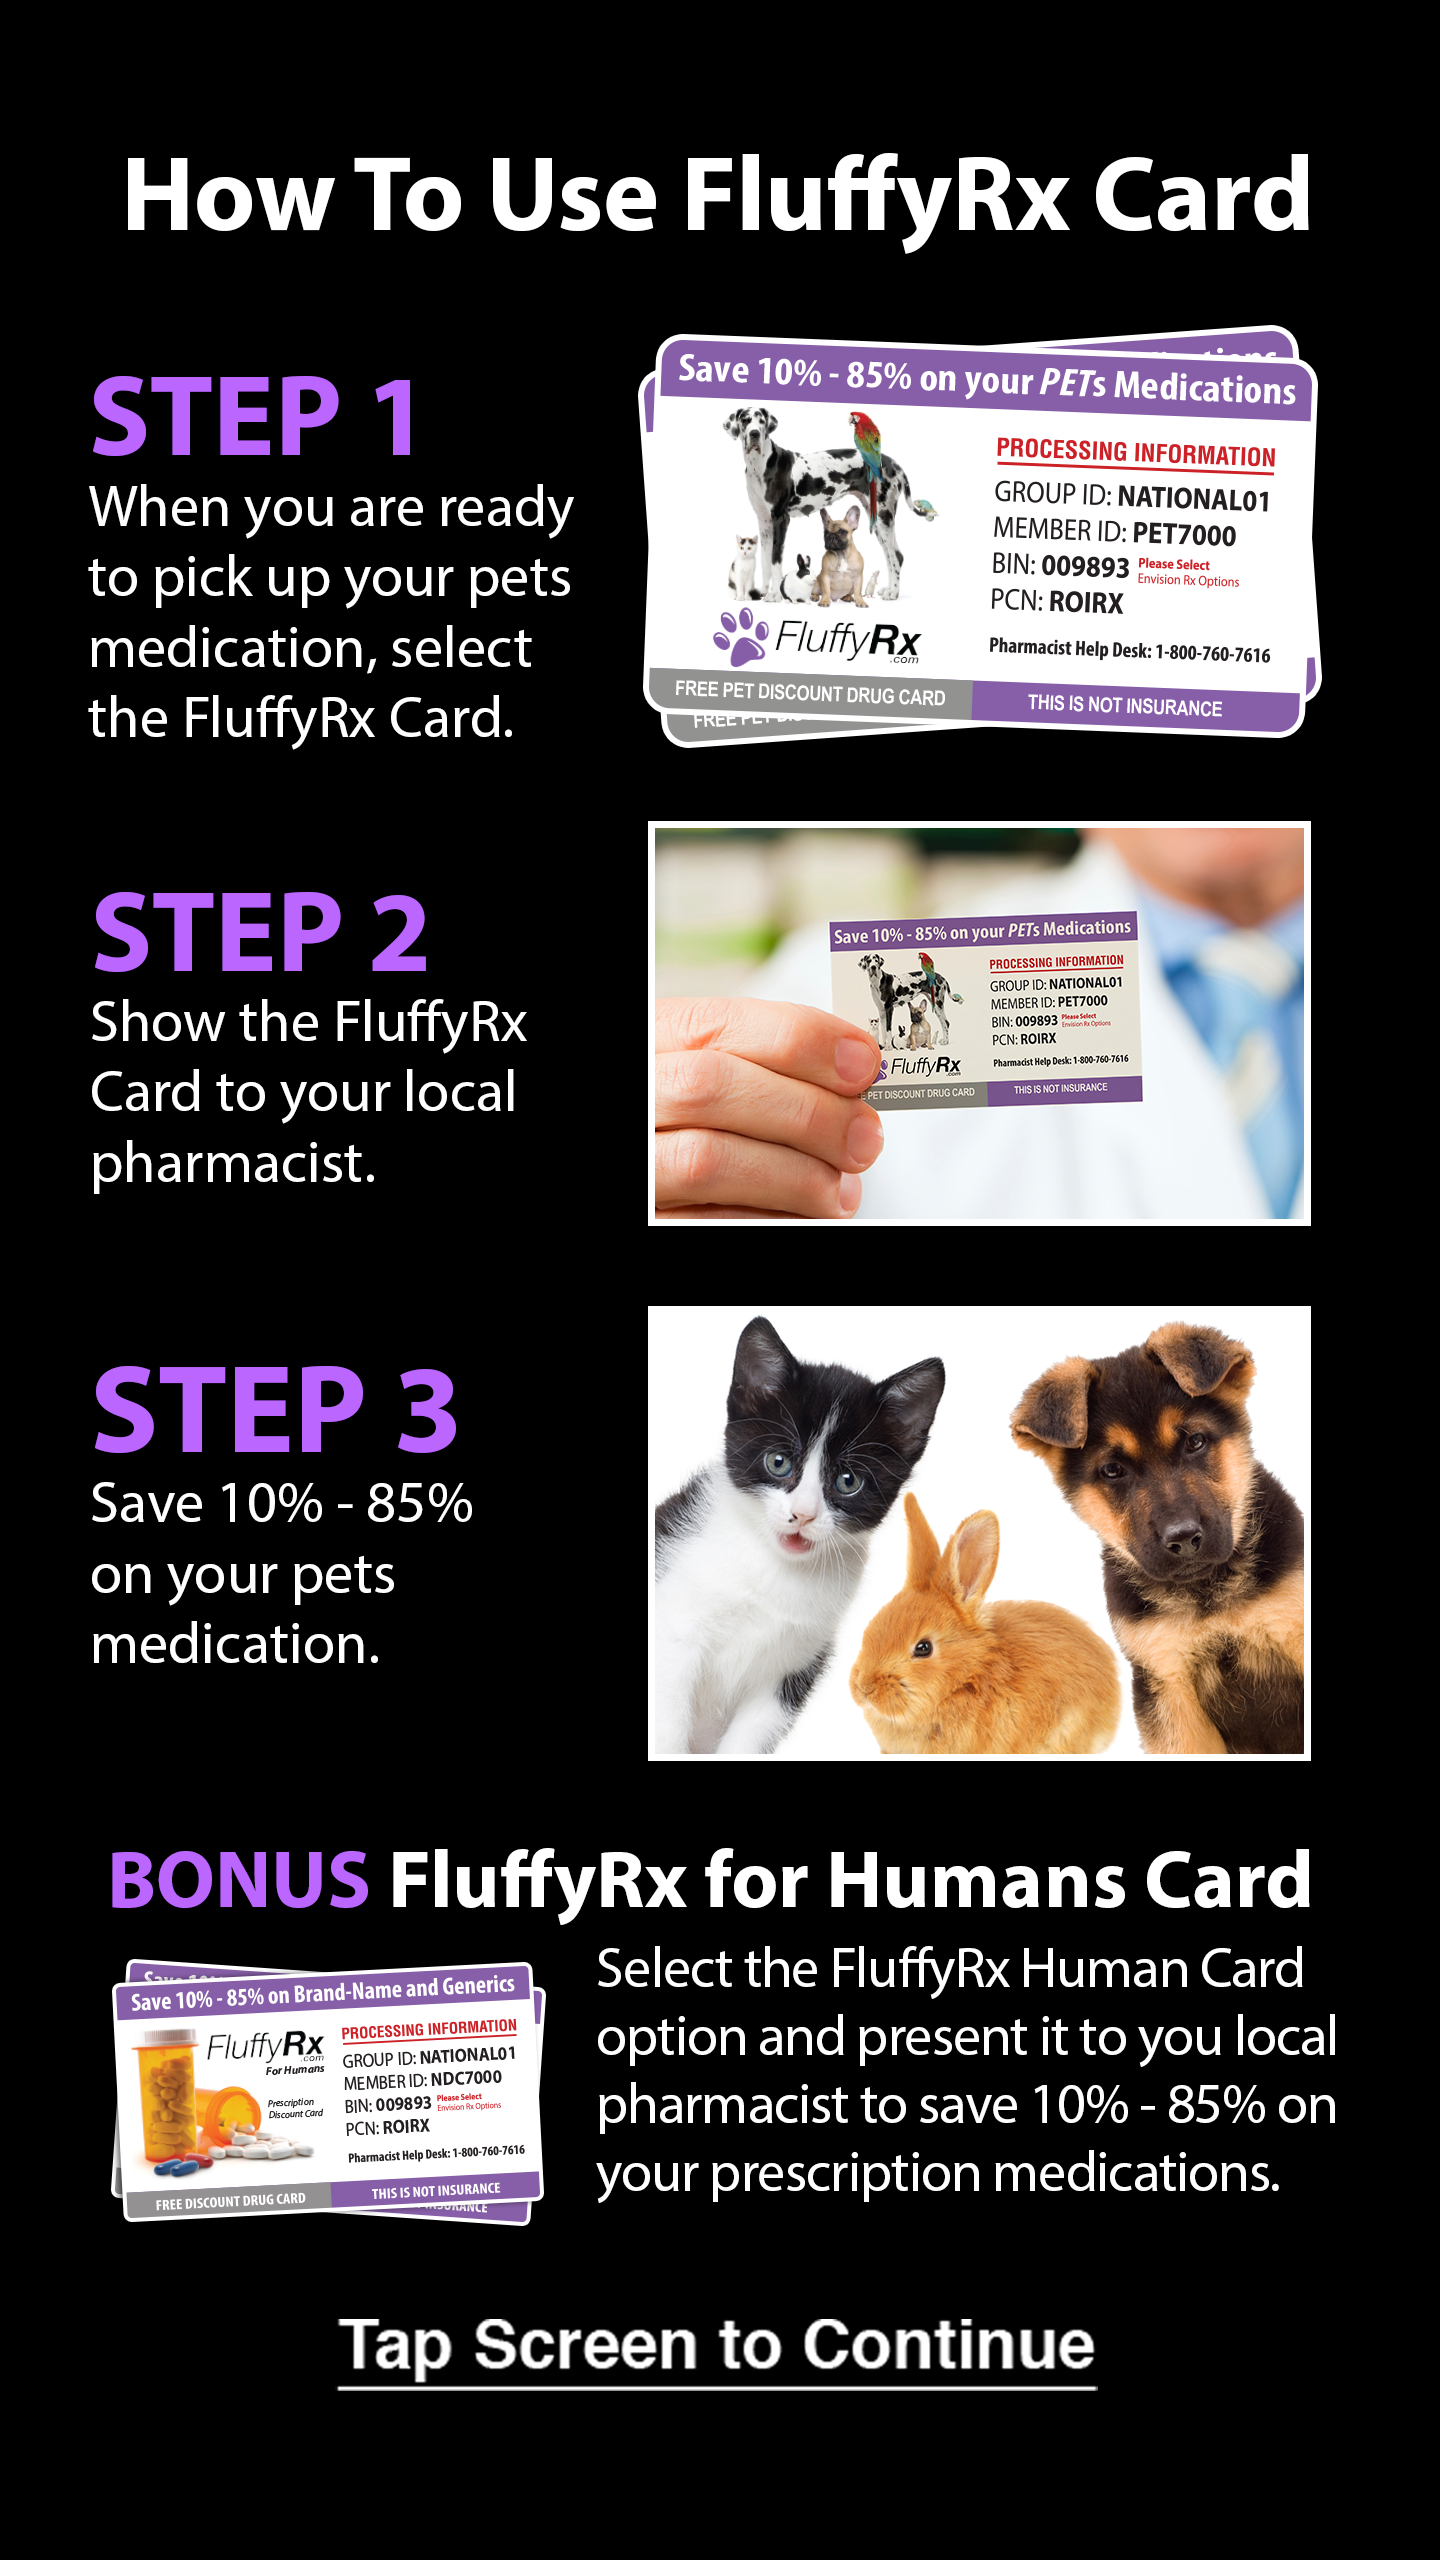 How To Use FluffyRx Card
STEP 1
When you are ready
to pick up your pets
medication, select
the FluffyRx Card.
Save 10% - 85% on your PETs Medications
PROCESSING INFORMATION
GROUP ID: NATIONAL01
MEMBER ID: PET7000
BIN: 009893 Please Select
Envision Rx Options
PCN: ROIRX
Pharmacist Help Desk: 1-800-760-7616
FluffyRx
.com
FREE PET DISCOUNT DRUG CARD
THIS IS NOT INSURANCE
FREE PET
STEP 2
Show the FluffyRx
Card to your local
pharmacist.
Save 10% - 85% on your PETs Medications
PROCESSING INFORMATION
GROUP ID: NATIONAL01
MEMBER ID: PET7000
BIN: 009893 Please Select
Envision Rx Options
PCN: ROIRX
Pharmacist Help Desk: 1-800-760-7616
FluffyRx
.com
PET DISCOUNT DRUG CARD
THIS IS NOT INSURANCE
STEP 3
Save 10% - 85%
on your pets
medication.
BONUS FluffyRx for Humans Card
Save 10% - 85% on Brand-Name and Generics
FluffyRx
.com
For Humans
Prescription
Discount Card
PROCESSING INFORMATION
GROUP ID: NATIONAL01
MEMBER ID: NDC7000
BIN: 009893 Please Select
Envision Rx Options
PCN: ROIRX
Pharmacist Help Desk: 1-800-760-7616
FREE DISCOUNT DRUG CARD
THIS IS NOT INSURANCE
Select the FluffyRx Human Card
option and present it to you local
pharmacist to save 10% - 85% on
your prescription medications.
Tap Screen to Continue